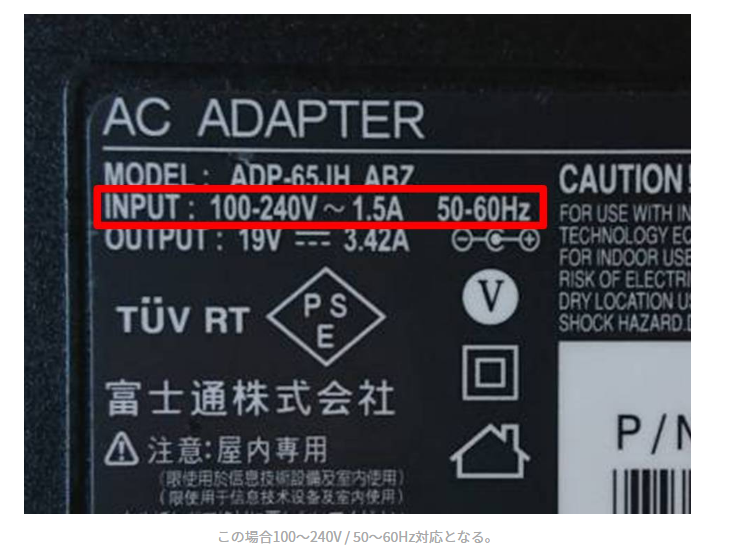 AC ADAPTER
MODEL : ADP-65JH ABZ
INPUT : 100-240V ～ 1.5A 50-60Hz
OUTPUT : 19V 3.42A
TÜV RT
PSE
V
富士通株式会社
注意:屋内専用
(限使用於信息技術設備及室内使用)
(限使用于信息技术设备及室内使用)
CAUTION!
FOR USE WITH IN
TECHNOLOGY EQ
FOR INDOOR USE
RISK OF ELECTRI
DRY LOCATION U
SHOCK HAZARD.D
P/N
この場合100～240V / 50～60Hz対応となる。